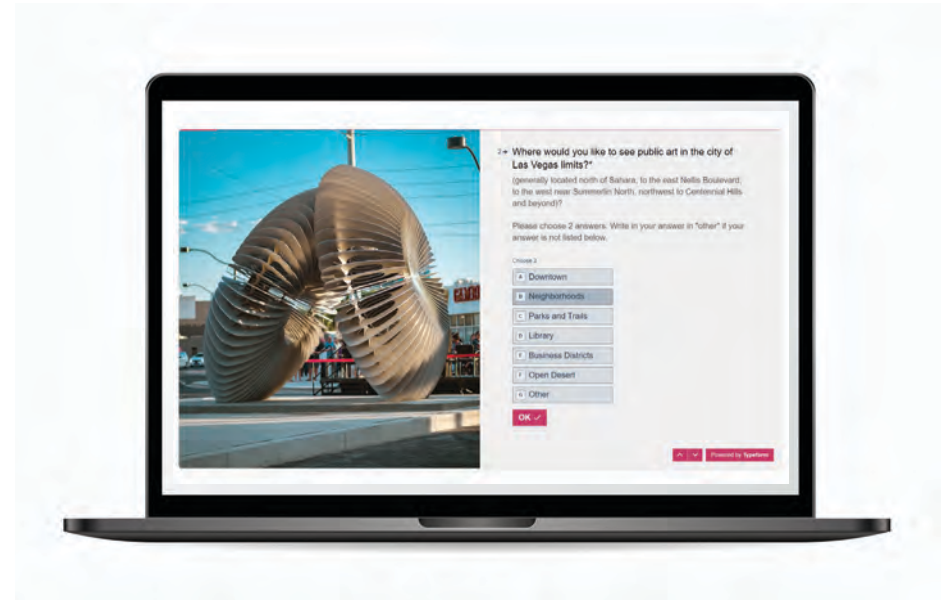 2 Where would you like to see public art in the city of
Las Vegas limits?*
(generally located north of Sahara, to the east Nellis Boulevard,
to the west near Summerlin North, northwest to Centennial Hills
and beyond)?
Please choose 2 answers. Write in your answer in "other" if your
answer is not listed below.
Choose 2
A Downtown
B Neighborhoods
C Parks and Trails
D Library
E Business Districts
F Open Desert
G Other
OK
Powered by Typeform